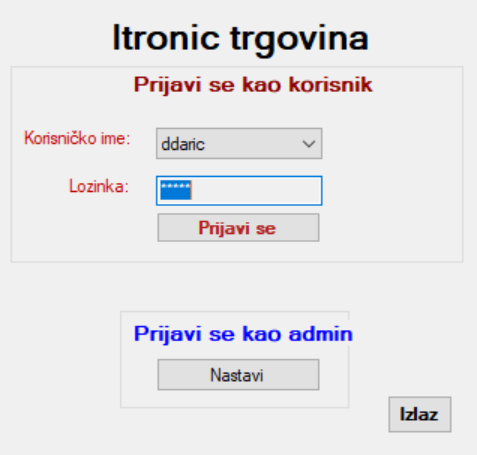 Itronic trgovina
Prijavi se kao korisnik
Korisničko ime: ddaric
Lozinka: *****
Prijavi se
Prijavi se kao admin
Nastavi
Izlaz